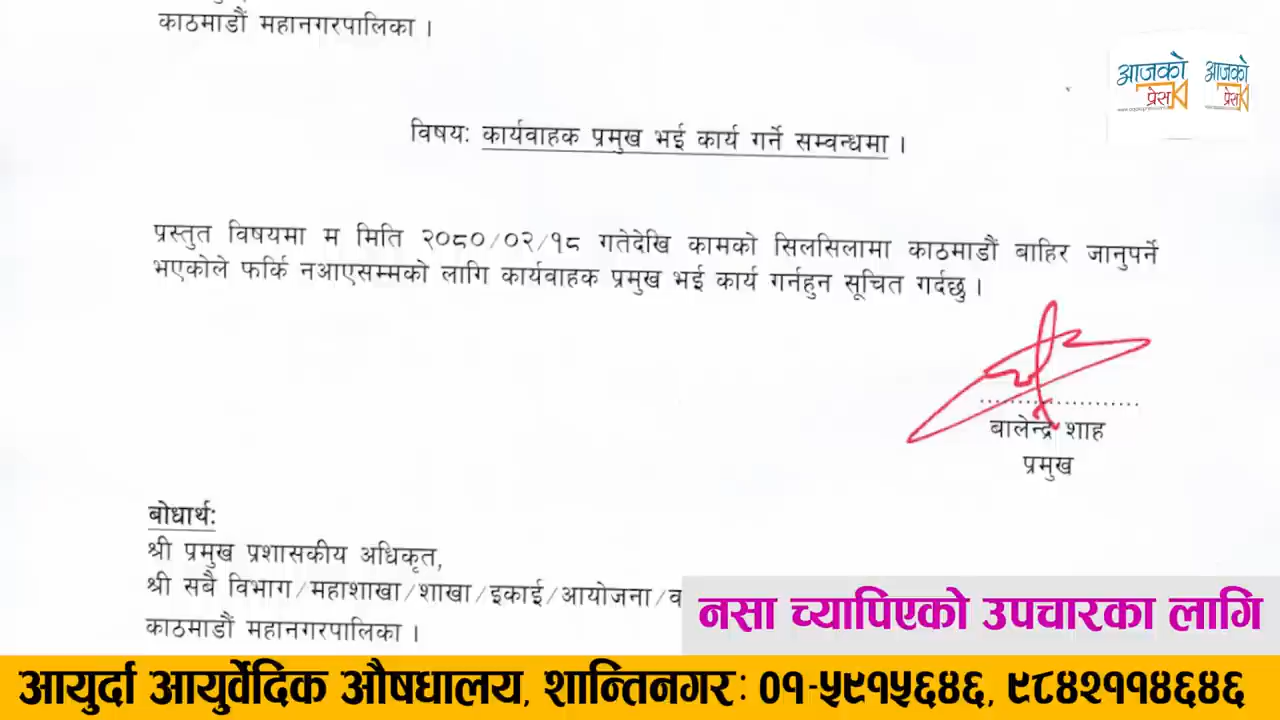 काठमाडौं महानगरपालिका ।
आजको
प्रेस
आजको
प्रेस
विषयः कार्यवाहक प्रमुख भई कार्य गर्ने सम्वन्धमा ।
प्रस्तुत विषयमा म मिति २०८०/०२/१८ गतेदेखि कामको सिलसिलामा काठमाडौं बाहिर जानुपर्ने
भएकोले फर्कि नआएसम्मको लागि कार्यवाहक प्रमुख भई कार्य गर्नहुन सूचित गर्दछु ।
बालेन्द्र शाह
प्रमुख
बोधार्थः
श्री प्रमुख प्रशासकीय अधिकृत,
श्री सबै विभाग/महाशाखा/शाखा/इकाई/आयोजना/व
काठमाडौं महानगरपालिका ।
नसा च्यापिएको उपचारका लागि
आयुर्दा आयुर्वेदिक औषधालय, शान्तिनगर: ०१-५९१५६४६, ९८४२११४६४६